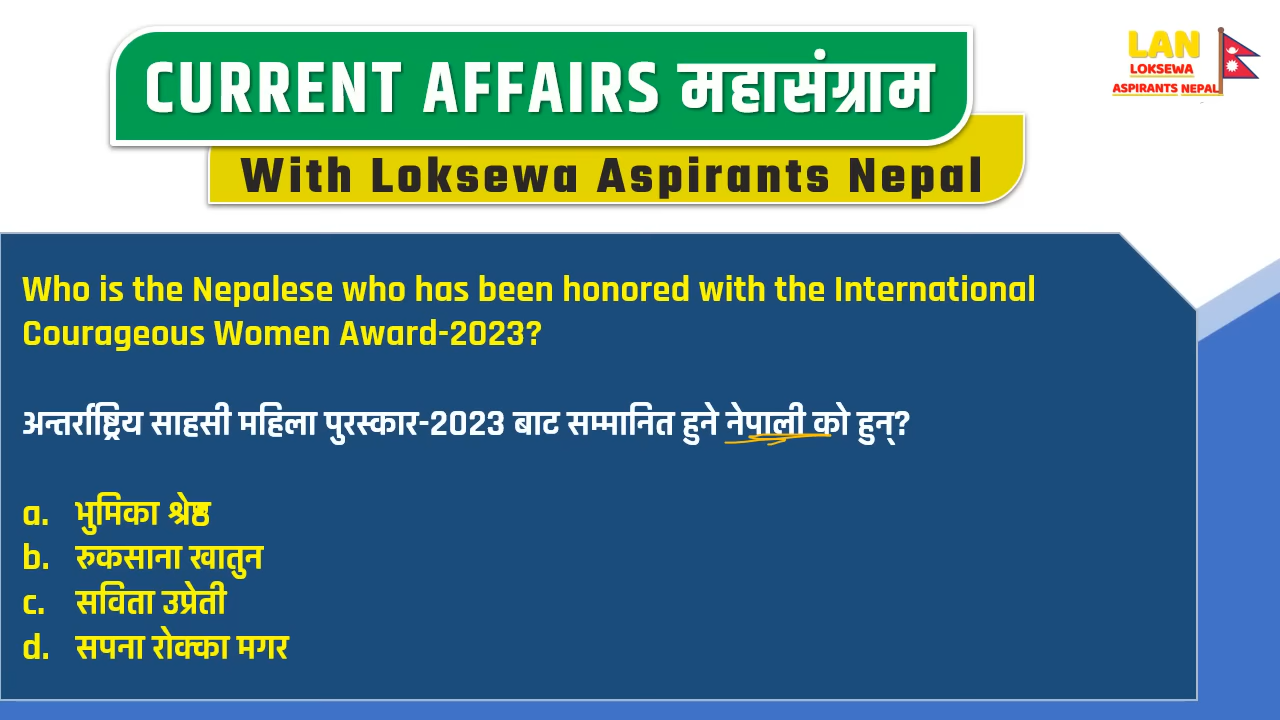 CURRENT AFFAIRS महासंग्राम
With Loksewa Aspirants Nepal
LAN
LOKSEWA
ASPIRANTS NEPAL
Who is the Nepalese who has been honored with the International
Courageous Women Award-2023?
अन्तर्राष्ट्रिय साहसी महिला पुरस्कार-2023 बाट सम्मानित हुने नेपाली को हुन्?
a. भुमिका श्रेष्ठ
b. रुकसाना खातुन
c. सविता उप्रेती
d. सपना रोक्का मगर